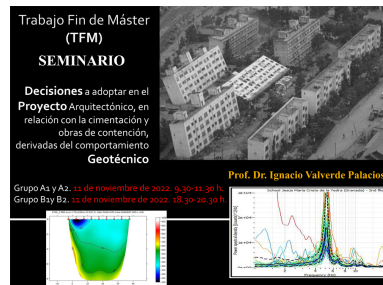 Trabajo Fin de Máster
(TFM)
SEMINARIO
Decisiones a adoptar en el
Proyecto Arquitectónico, en
relación con la cimentación y
obras de contención,
derivadas del comportamiento
Geotécnico
Prof. Dr. Ignacio Valverde Palacios
Grupo A1 y A2. 11 de noviembre de 2022. 9.30-11.30 h.
Grupo B1y B2. 11 de noviembre de 2022. 18.30-20.30 h.